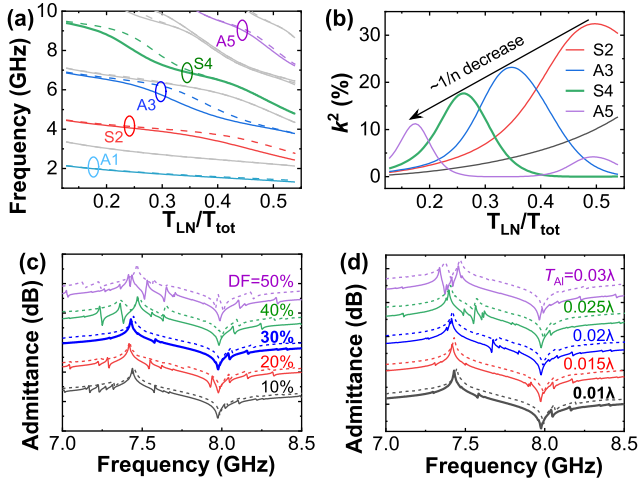 (a)
10
8
6
4
2
0.2
0.3
0.4
0.5
Frequency (GHz)
T_LN/T_tot
A5
S4
A3
S2
A1
(b)
30
20
10
0
0.2
0.3
0.4
0.5
k² (%)
T_LN/T_tot
~1/n decrease
S2
A3
S4
A5
(c)
Admittance (dB)
DF=50%
40%
30%
20%
10%
7.0
7.5
8.0
8.5
Frequency (GHz)
(d)
Admittance (dB)
T_Al=0.03λ
0.025λ
0.02λ
0.015λ
0.01λ
7.0
7.5
8.0
8.5
Frequency (GHz)